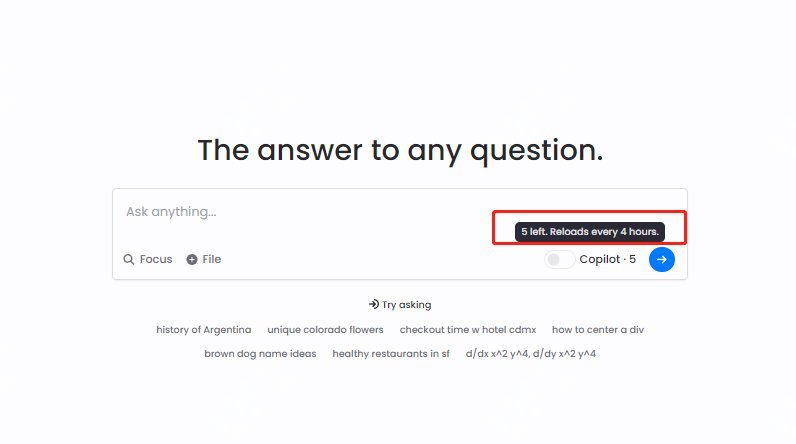 The answer to any question.
Ask anything...
5 left. Reloads every 4 hours.
Focus File Copilot · 5
Try asking
history of Argentina unique colorado flowers checkout time w hotel cdmx how to center a div
brown dog name ideas healthy restaurants in sf d/dx x^2 y^4, d/dy x^2 y^4